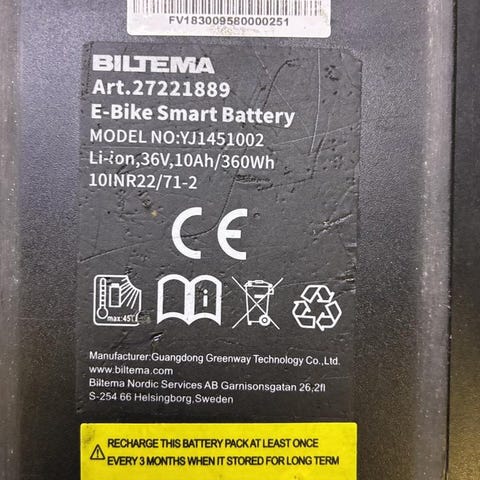 FV183009580000251
BILTEMA
Art.27221889
E-Bike Smart Battery
MODEL NO:YJ1451002
Li-ion,36V,10Ah/360Wh
10INR22/71-2
CE
max:45℃
i
Manufacturer:Guangdong Greenway Technology Co.,Ltd.
www.biltema.com
Biltema Nordic Services AB Garnisonsgatan 26,2fl
S-254 66 Helsingborg,Sweden
RECHARGE THIS BATTERY PACK AT LEAST ONCE
EVERY 3 MONTHS WHEN IT STORED FOR LONG TERM